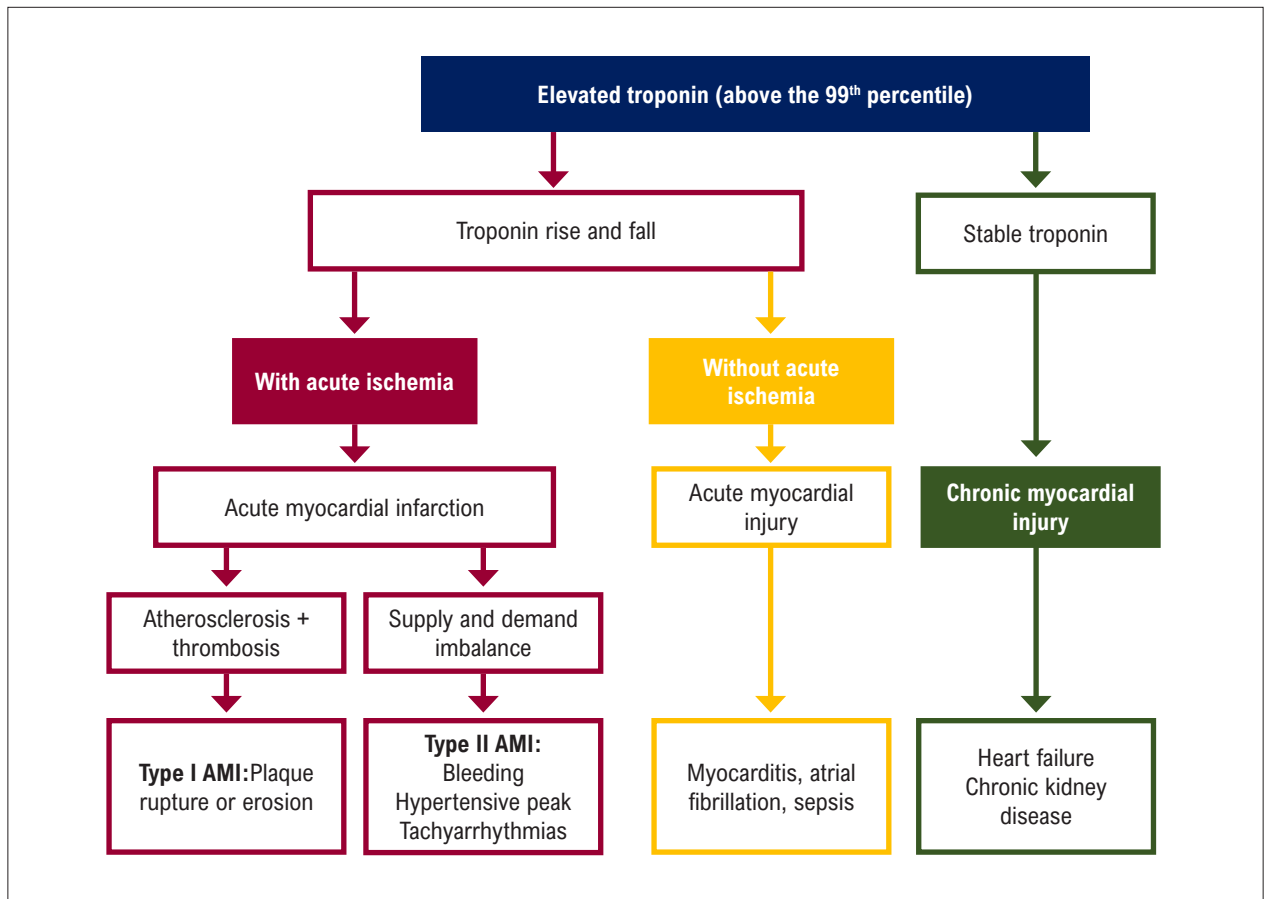 Elevated troponin (above the 99th percentile)
Troponin rise and fall
Stable troponin
With acute ischemia
Without acute
ischemia
Acute myocardial infarction
Acute myocardial
injury
Chronic myocardial
injury
Atherosclerosis +
thrombosis
Supply and demand
imbalance
Type I AMI:Plaque
rupture or erosion
Type II AMI:
Bleeding
Hypertensive peak
Tachyarrhythmias
Myocarditis, atrial
fibrillation, sepsis
Heart failure
Chronic kidney
disease